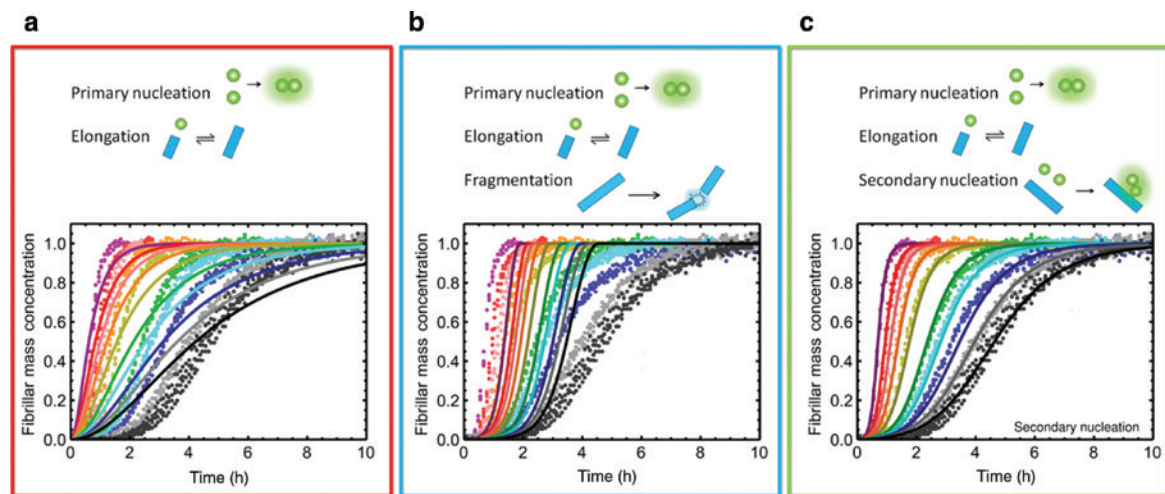 a
Primary nucleation
Elongation
Fibrillar mass concentration
1.0
0.8
0.6
0.4
0.2
0.0
0 2 4 6 8 10
Time (h)
b
Primary nucleation
Elongation
Fragmentation
Fibrillar mass concentration
1.0
0.8
0.6
0.4
0.2
0.0
0 2 4 6 8 10
Time (h)
c
Primary nucleation
Elongation
Secondary nucleation
Fibrillar mass concentration
1.0
0.8
0.6
0.4
0.2
0.0
Secondary nucleation
0 2 4 6 8 10
Time (h)